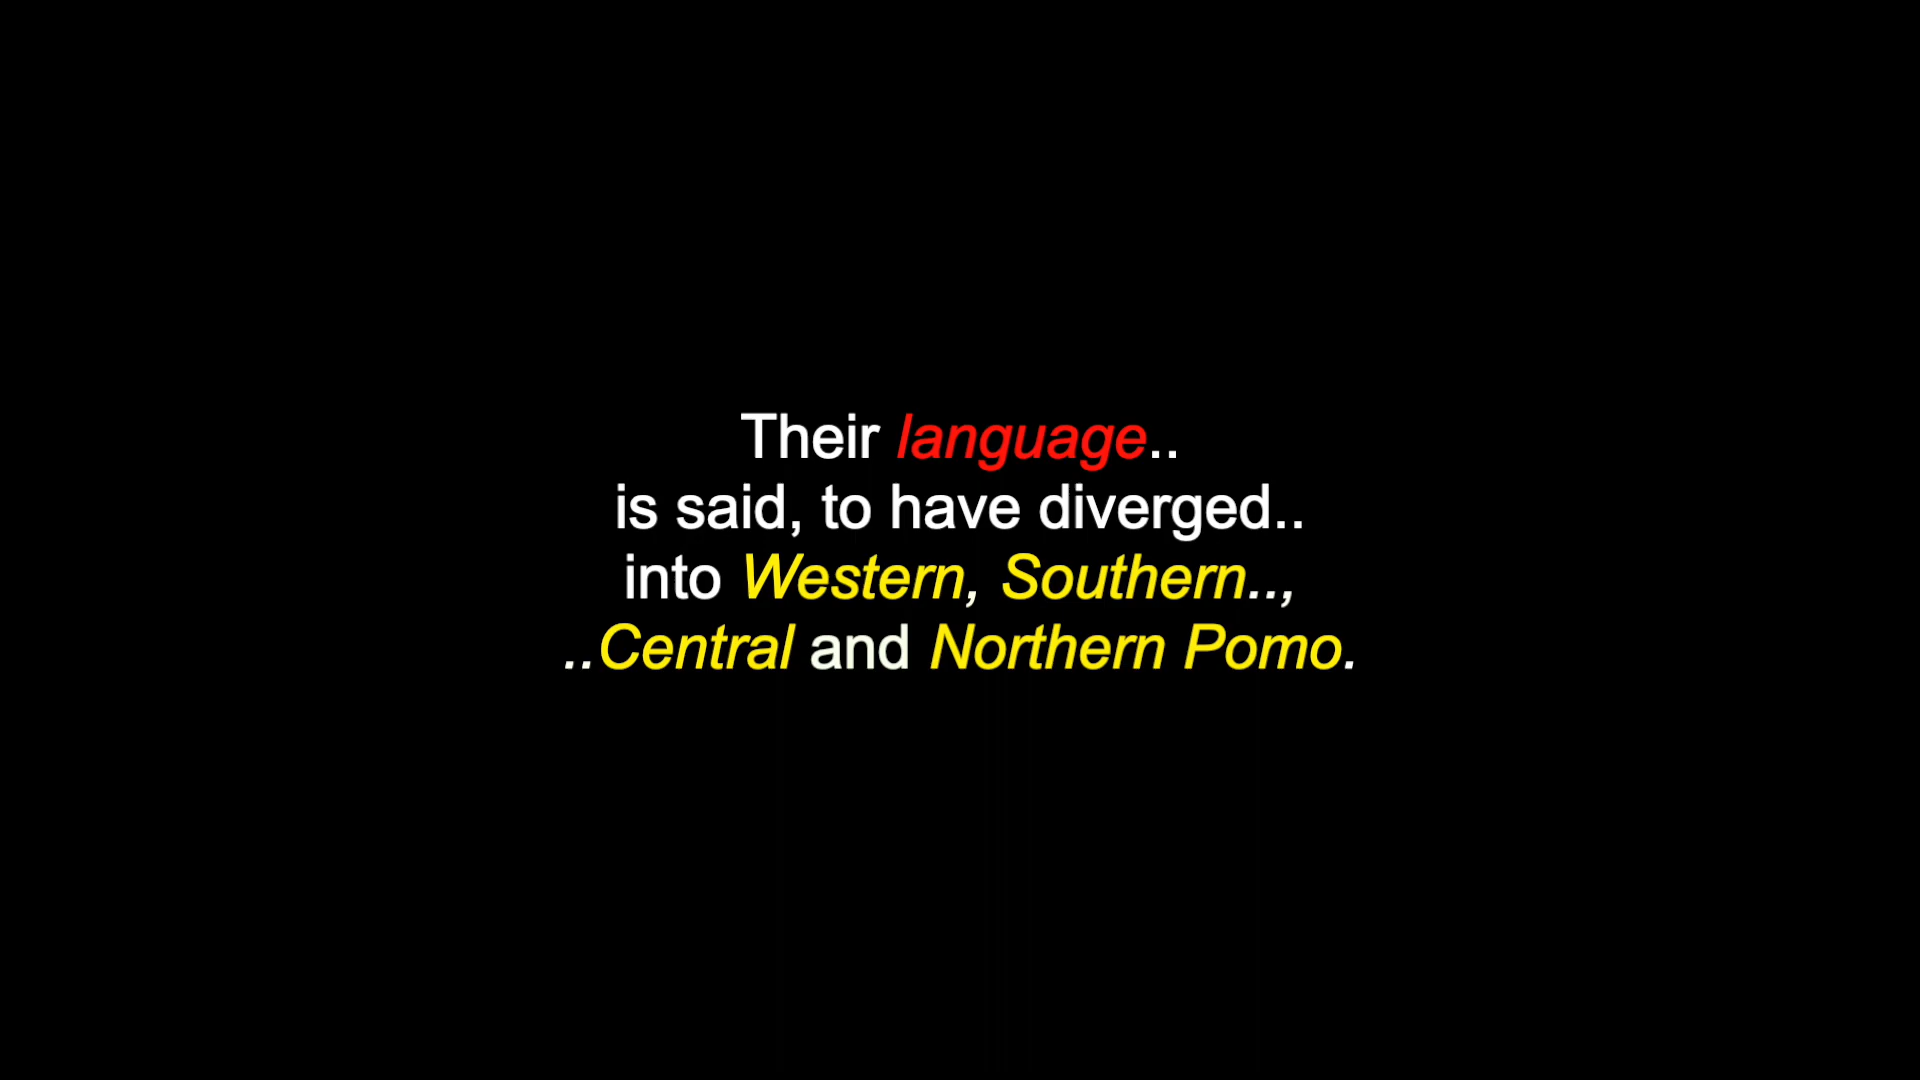 Their language..
is said, to have diverged..
into Western, Southern..,
..Central and Northern Pomo.